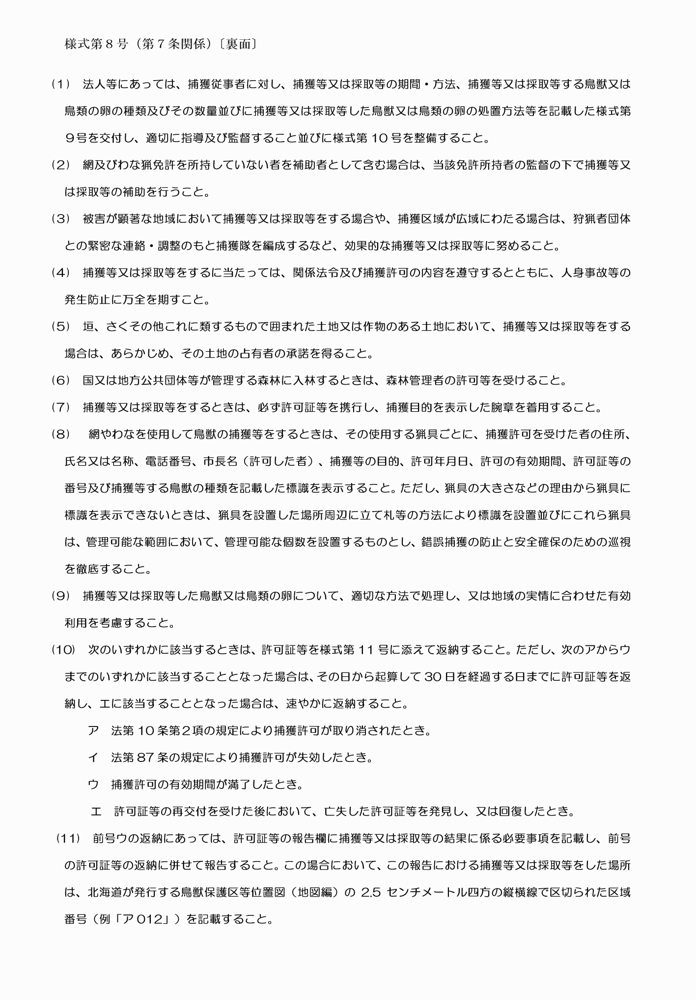 様式第８号（第７条関係）〔裏面〕
(1)　法人等にあっては、捕獲従事者に対し、捕獲等又は採取等の期間・方法、捕獲等又は採取等する鳥獣又は
鳥類の卵の種類及びその数量並びに捕獲等又は採取等した鳥獣又は鳥類の卵の処置方法等を記載した様式第
９号を交付し、適切に指導及び監督すること並びに様式第 10 号を整備すること。
(2)　網及びわな猟免許を所持していない者を補助者として含む場合は、当該免許所持者の監督の下で捕獲等又
は採取等の補助を行うこと。
(3)　被害が顕著な地域において捕獲等又は採取等をする場合や、捕獲区域が広域にわたる場合は、狩猟者団体
との緊密な連絡・調整のもと捕獲隊を編成するなど、効果的な捕獲等又は採取等に努めること。
(4)　捕獲等又は採取等をするに当たっては、関係法令及び捕獲許可の内容を遵守するとともに、人身事故等の
発生防止に万全を期すこと。
(5)　垣、さくその他これに類するもので囲まれた土地又は作物のある土地において、捕獲等又は採取等をする
場合は、あらかじめ、その土地の占有者の承諾を得ること。
(6)　国又は地方公共団体等が管理する森林に入林するときは、森林管理者の許可等を受けること。
(7)　捕獲等又は採取等をするときは、必ず許可証等を携行し、捕獲目的を表示した腕章を着用すること。
(8)　網やわなを使用して鳥獣の捕獲等をするときは、その使用する猟具ごとに、捕獲許可を受けた者の住所、
氏名又は名称、電話番号、市長名（許可した者）、捕獲等の目的、許可年月日、許可の有効期間、許可証等の
番号及び捕獲等する鳥獣の種類を記載した標識を表示すること。ただし、猟具の大きさなどの理由から猟具に
標識を表示できないときは、猟具を設置した場所周辺に立て札等の方法により標識を設置並びにこれら猟具
は、管理可能な範囲において、管理可能な個数を設置するものとし、錯誤捕獲の防止と安全確保のための巡視
を徹底すること。
(9)　捕獲等又は採取等した鳥獣又は鳥類の卵について、適切な方法で処理し、又は地域の実情に合わせた有効
利用を考慮すること。
(10)　次のいずれかに該当するときは、許可証等を様式第 11 号に添えて返納すること。ただし、次のアからウ
までのいずれかに該当することとなった場合は、その日から起算して 30 日を経過する日までに許可証等を返
納し、エに該当することとなった場合は、速やかに返納すること。
ア　法第 10 条第２項の規定により捕獲許可が取り消されたとき。
イ　法第 87 条の規定により捕獲許可が失効したとき。
ウ　捕獲許可の有効期間が満了したとき。
エ　許可証等の再交付を受けた後において、亡失した許可証等を発見し、又は回復したとき。
(11)　前号ウの返納にあっては、許可証等の報告欄に捕獲等又は採取等の結果に係る必要事項を記載し、前号
の許可証等の返納に併せて報告すること。この場合において、この報告における捕獲等又は採取等をした場所
は、北海道が発行する鳥獣保護区等位置図（地図編）の 2.5 センチメートル四方の縦横線で区切られた区域
番号（例「ア 012」）を記載すること。